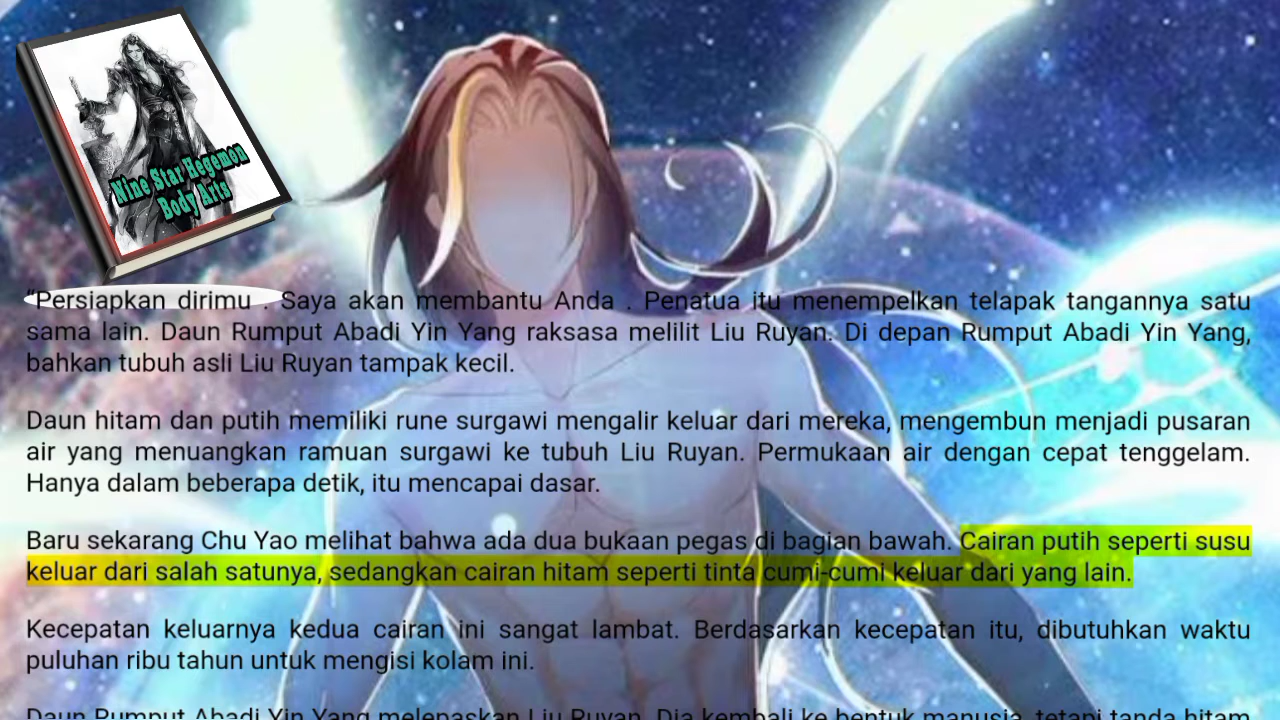 Nine Star Hegemon
Body Arts
“Persiapkan dirimu . Saya akan membantu Anda . Penatua itu menempelkan telapak tangannya satu
sama lain. Daun Rumput Abadi Yin Yang raksasa melilit Liu Ruyan. Di depan Rumput Abadi Yin Yang,
bahkan tubuh asli Liu Ruyan tampak kecil.
Daun hitam dan putih memiliki rune surgawi mengalir keluar dari mereka, mengembun menjadi pusaran
air yang menuangkan ramuan surgawi ke tubuh Liu Ruyan. Permukaan air dengan cepat tenggelam.
Hanya dalam beberapa detik, itu mencapai dasar.
Baru sekarang Chu Yao melihat bahwa ada dua bukaan pegas di bagian bawah. Cairan putih seperti susu
keluar dari salah satunya, sedangkan cairan hitam seperti tinta cumi-cumi keluar dari yang lain.
Kecepatan keluarnya kedua cairan ini sangat lambat. Berdasarkan kecepatan itu, dibutuhkan waktu
puluhan ribu tahun untuk mengisi kolam ini.
Daun Rumput Abadi Yin Yang melepaskan Liu Ruyan. Dia kembali ke bentuk manusia, tetapi tanda hitam